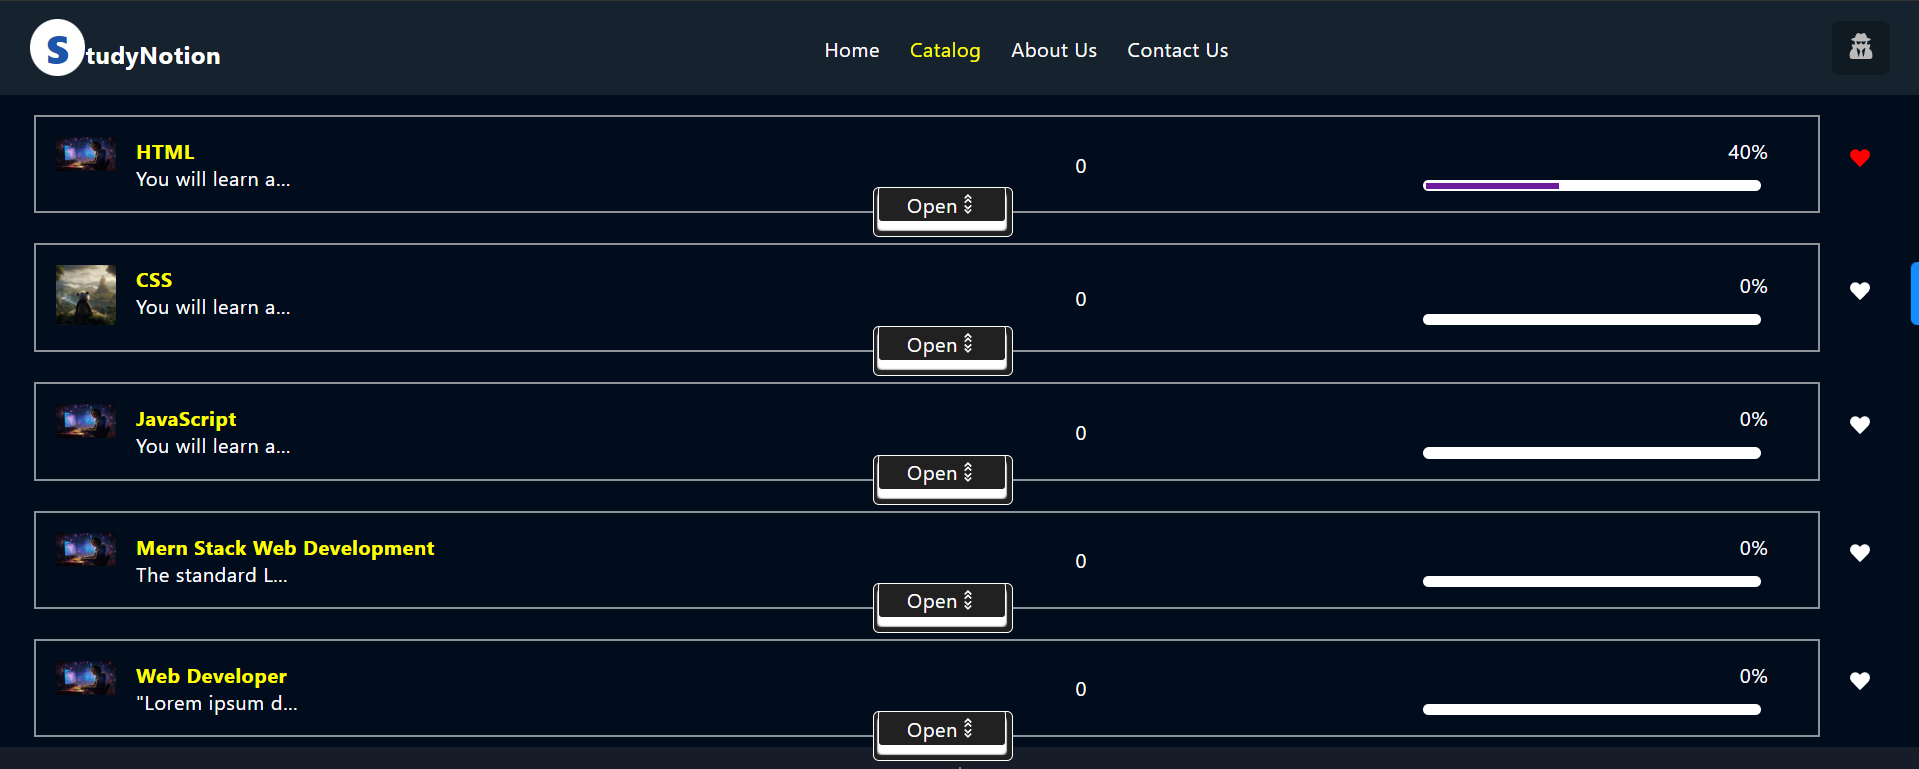 StudyNotion
Home Catalog About Us Contact Us
HTML
You will learn a...
0
40%
Open
CSS
You will learn a...
0
0%
Open
JavaScript
You will learn a...
0
0%
Open
Mern Stack Web Development
The standard L...
0
0%
Open
Web Developer
"Lorem ipsum d...
0
0%
Open